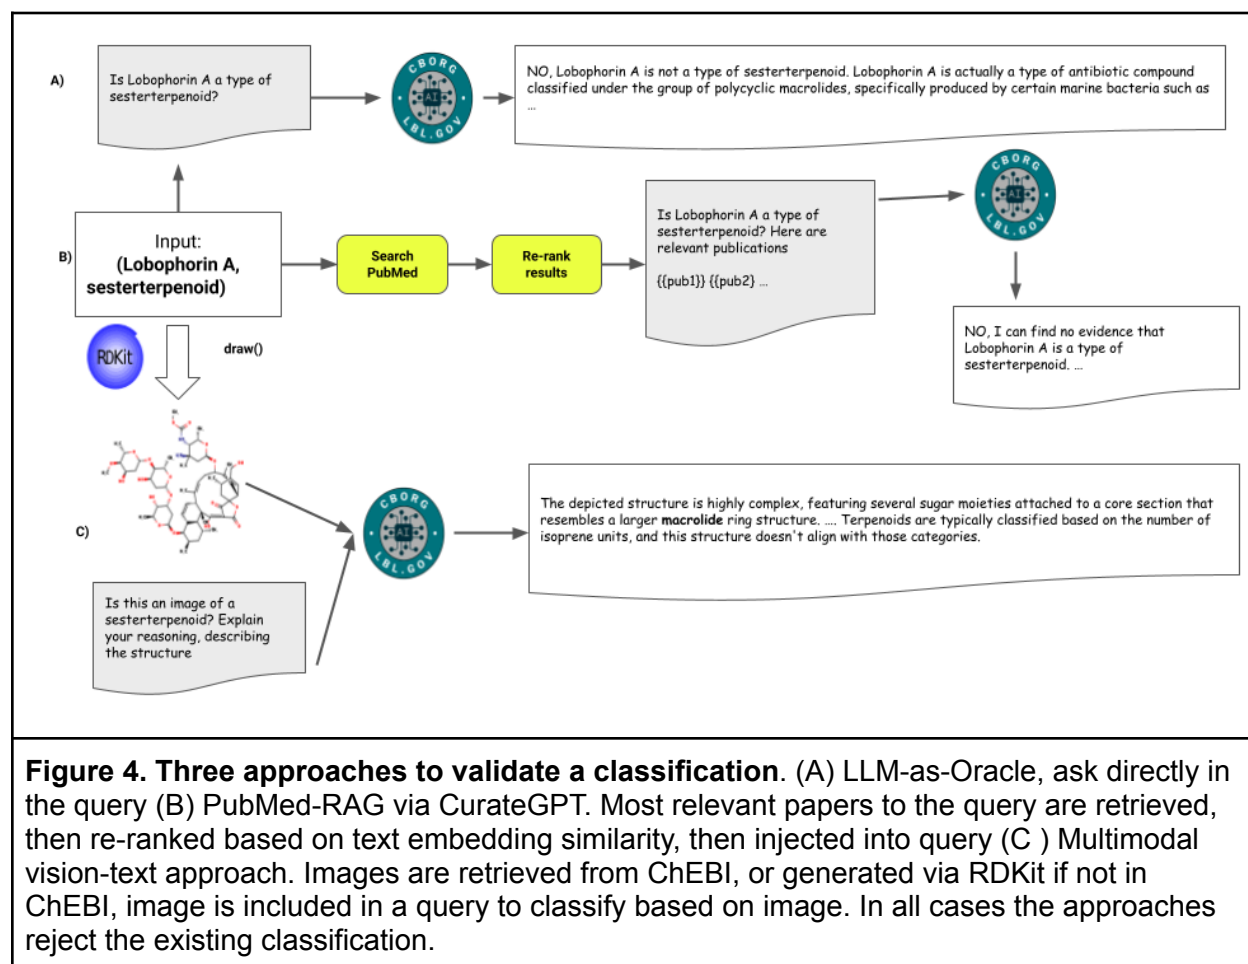 A)
Is Lobophorin A a type of
sesterterpenoid?
CBORG
AI
LBL.GOV
NO, Lobophorin A is not a type of sesterterpenoid. Lobophorin A is actually a type of antibiotic compound
classified under the group of polycyclic macrolides, specifically produced by certain marine bacteria such as
...
B)
Input:
(Lobophorin A,
sesterterpenoid)
Search
PubMed
Re-rank
results
Is Lobophorin A a type of
sesterterpenoid? Here are
relevant publications
{{pub1}} {{pub2} ...
CBORG
AI
LBL.GOV
NO, I can find no evidence that
Lobophorin A is a type of
sesterterpenoid. ...
RDKit
draw()
C)
Is this an image of a
sesterterpenoid? Explain
your reasoning, describing
the structure
CBORG
AI
LBL.GOV
The depicted structure is highly complex, featuring several sugar moieties attached to a core section that
resembles a larger macrolide ring structure. .... Terpenoids are typically classified based on the number of
isoprene units, and this structure doesn't align with those categories.
Figure 4. Three approaches to validate a classification. (A) LLM-as-Oracle, ask directly in
the query (B) PubMed-RAG via CurateGPT. Most relevant papers to the query are retrieved,
then re-ranked based on text embedding similarity, then injected into query (C ) Multimodal
vision-text approach. Images are retrieved from ChEBI, or generated via RDKit if not in
ChEBI, image is included in a query to classify based on image. In all cases the approaches
reject the existing classification.